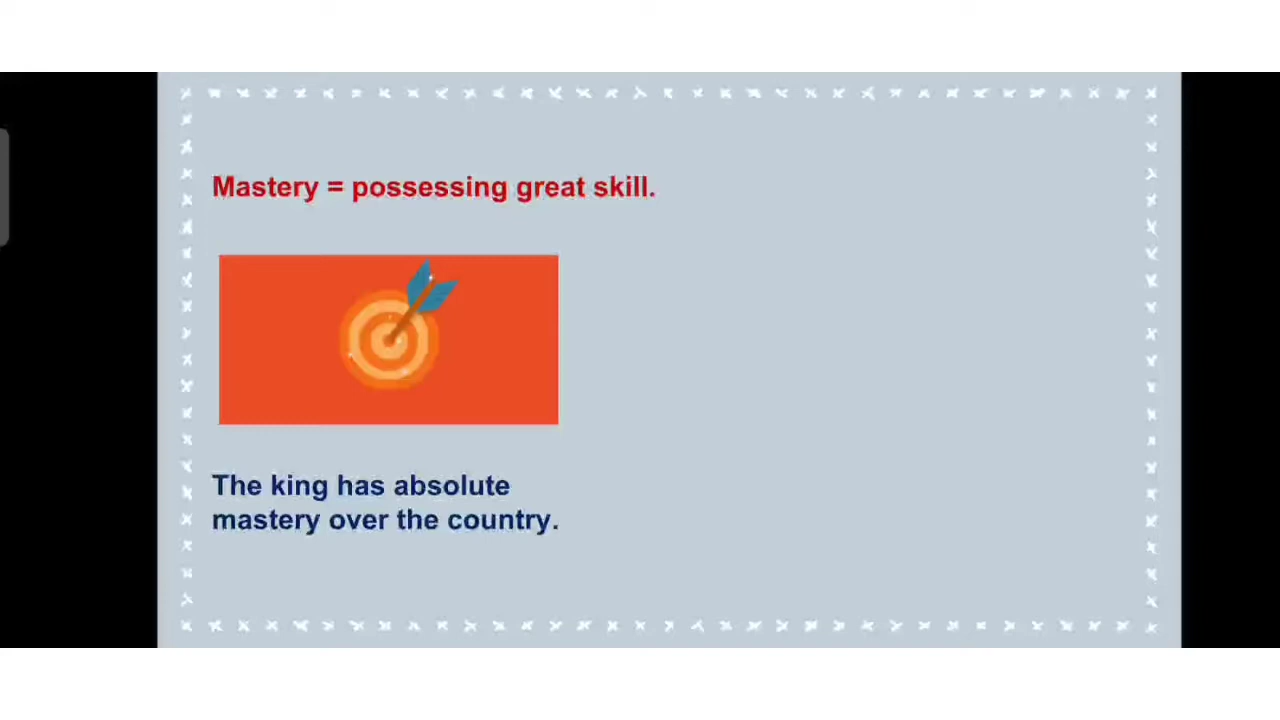 Mastery = possessing great skill.
The king has absolute
mastery over the country.